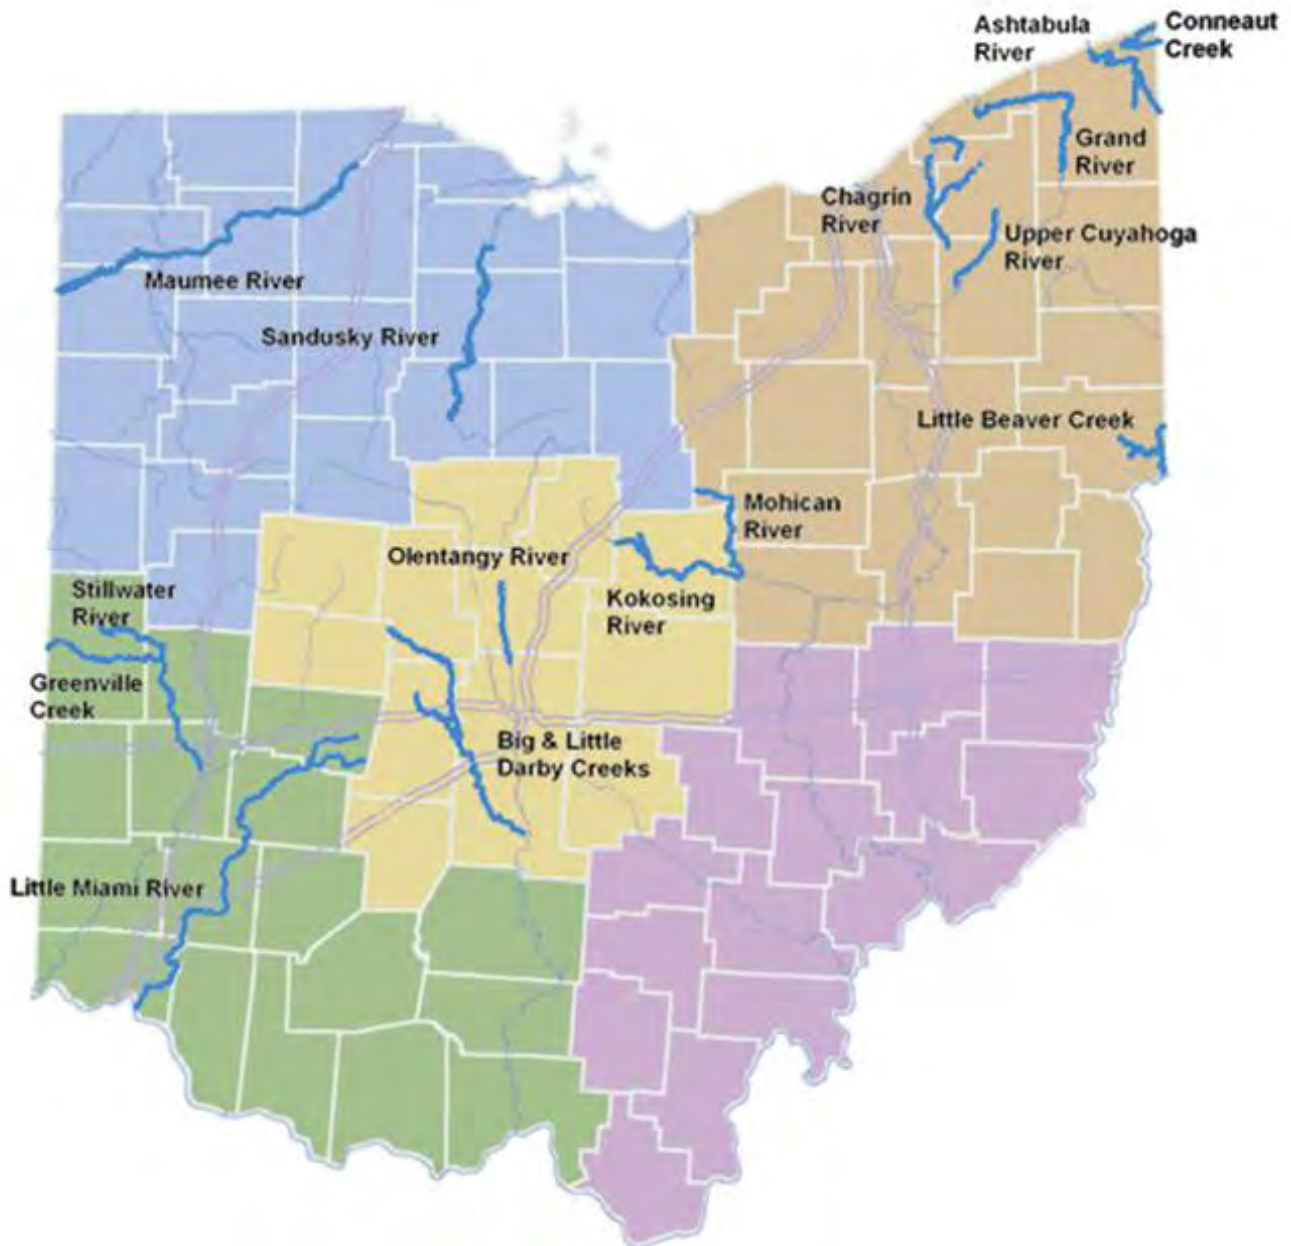 Ashtabula
River
Conneaut
Creek
Grand
River
Chagrin
River
Upper Cuyahoga
River
Maumee River
Sandusky River
Little Beaver Creek
Mohican
River
Olentangy River
Kokosing
River
Stillwater
River
Greenville
Creek
Big & Little
Darby Creeks
Little Miami River